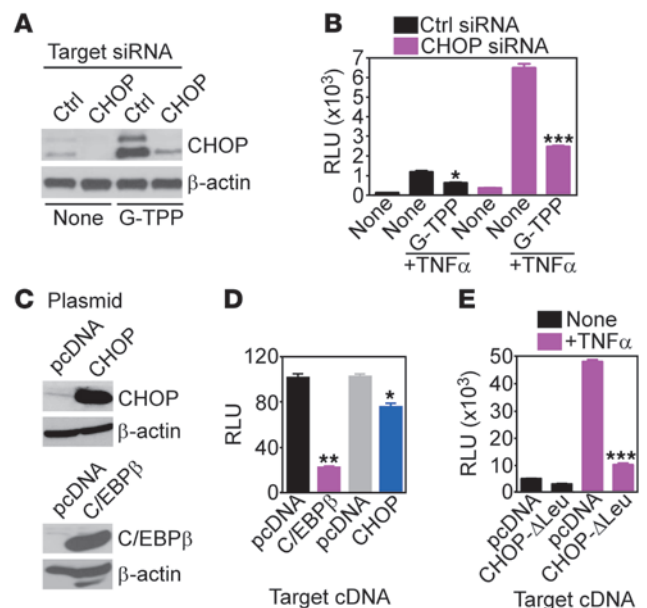 A
Target siRNA
Ctrl
CHOP
Ctrl
CHOP
CHOP
β-actin
None G-TPP
B
Ctrl siRNA
CHOP siRNA
RLU (x10³)
7
6
5
4
3
2
1
0
*
***
None
None
G-TPP
None
None
G-TPP
+TNFα +TNFα
C Plasmid
pcDNA
CHOP
CHOP
β-actin
pcDNA
C/EBPβ
C/EBPβ
β-actin
D
RLU
120
80
40
0
**
*
pcDNA
C/EBPβ
pcDNA
CHOP
Target cDNA
E
None
+TNFα
RLU (x10³)
50
40
30
20
10
0
***
pcDNA
CHOP-ΔLeu
pcDNA
CHOP-ΔLeu
Target cDNA